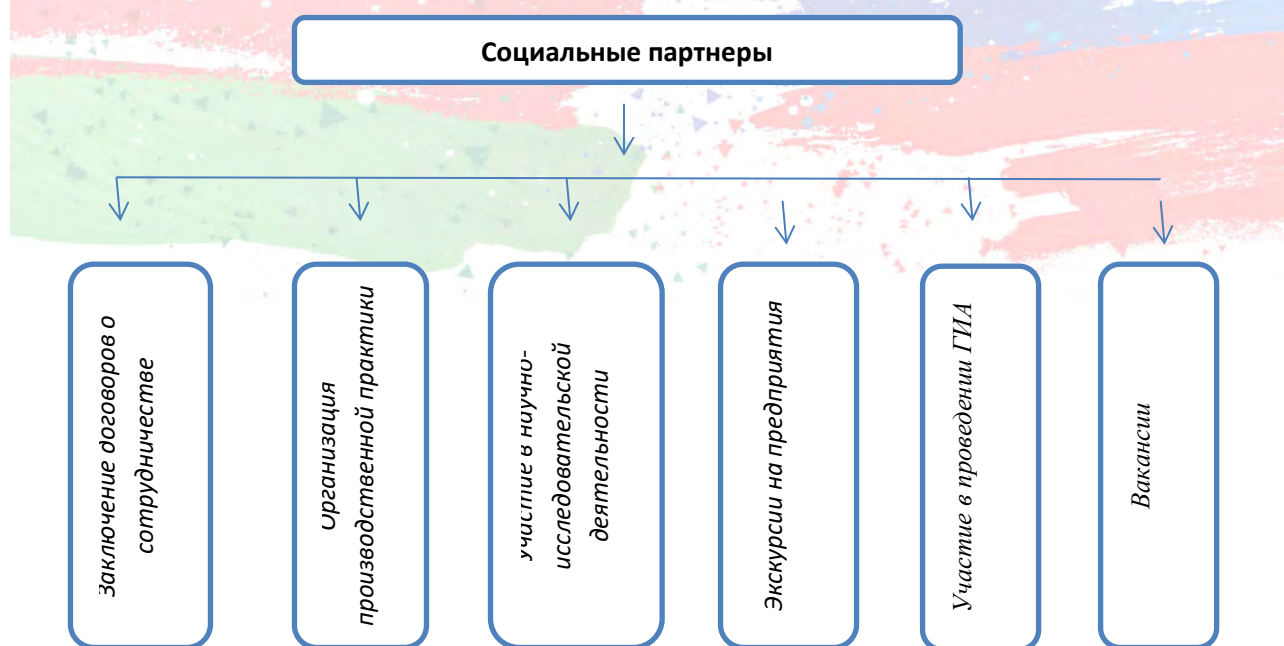 Социальные партнеры
Заключение договоров о
сотрудничестве
Организация
производственной практики
участие в научно-
исследовательской
деятельности
Экскурсии на предприятия
Участие в проведении ГИА
Вакансии